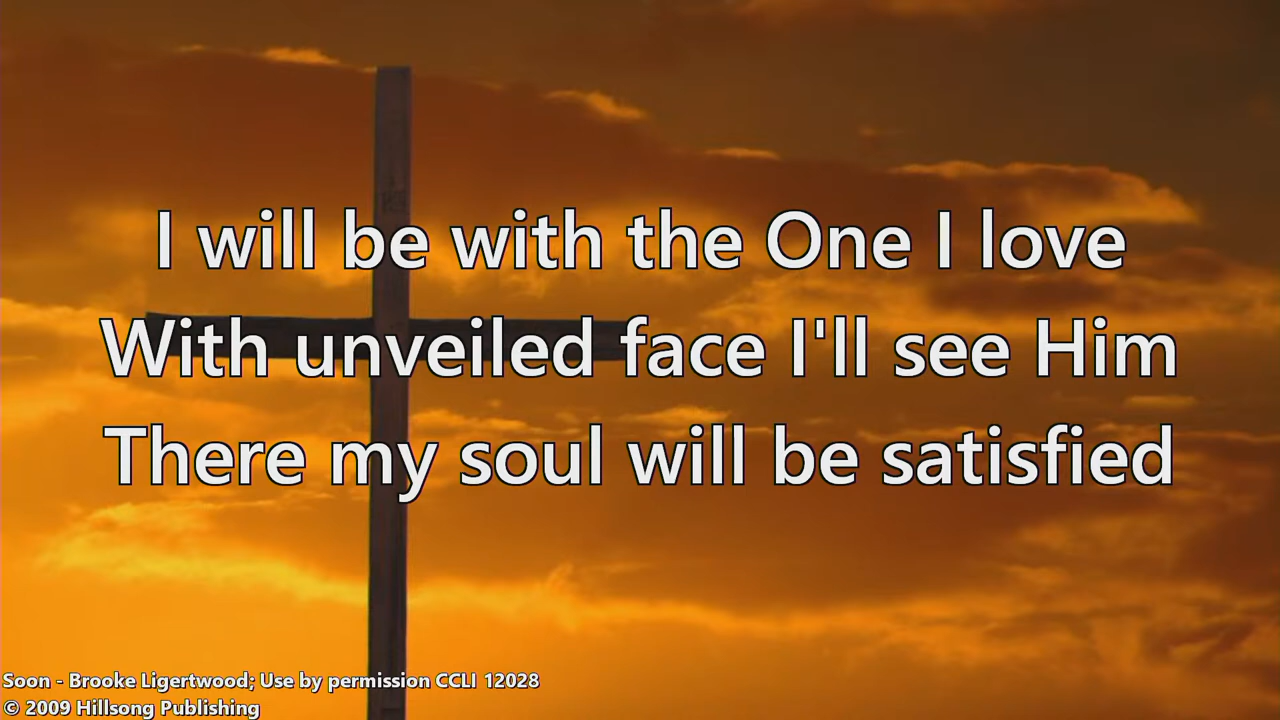 I will be with the One I love
With unveiled face I'll see Him
There my soul will be satisfied
Soon - Brooke Ligertwood; Use by permission CCLI 12028
© 2009 Hillsong Publishing